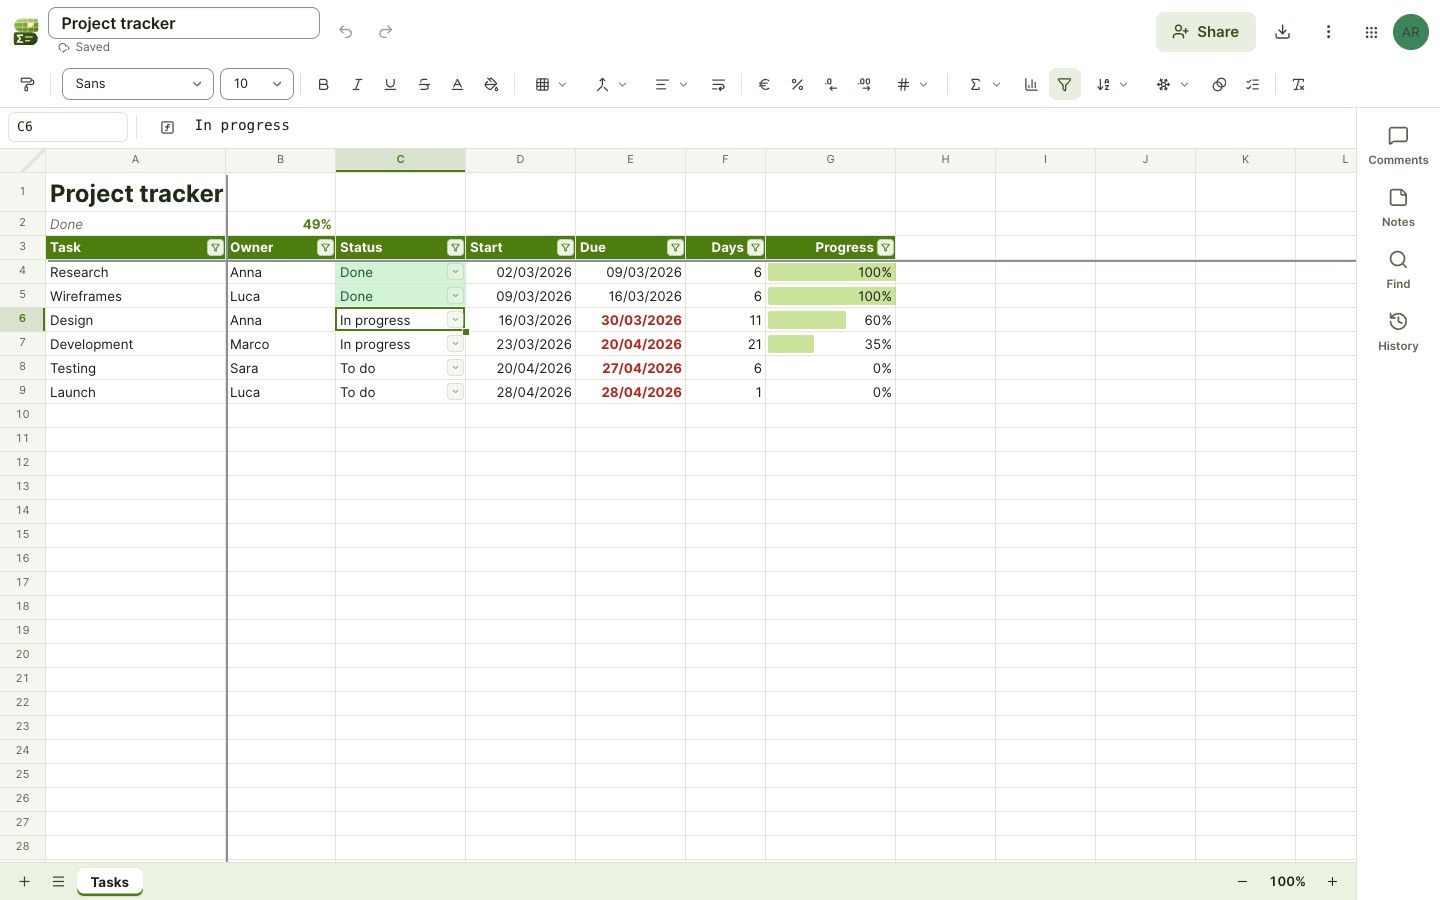 Project tracker
Saved
Share
AR
Sans
10
B I U S A
€ % .0 .00 # Σ
C6
In progress
Comments
Notes
Find
History
A B C D E F G H I J K L
1 Project tracker
2 Done 49%
3 Task Owner Status Start Due Days Progress
4 Research Anna Done 02/03/2026 09/03/2026 6 100%
5 Wireframes Luca Done 09/03/2026 16/03/2026 6 100%
6 Design Anna In progress 16/03/2026 30/03/2026 11 60%
7 Development Marco In progress 23/03/2026 20/04/2026 21 35%
8 Testing Sara To do 20/04/2026 27/04/2026 6 0%
9 Launch Luca To do 28/04/2026 28/04/2026 1 0%
10
11
12
13
14
15
16
17
18
19
20
21
22
23
24
25
26
27
28
Tasks
100%